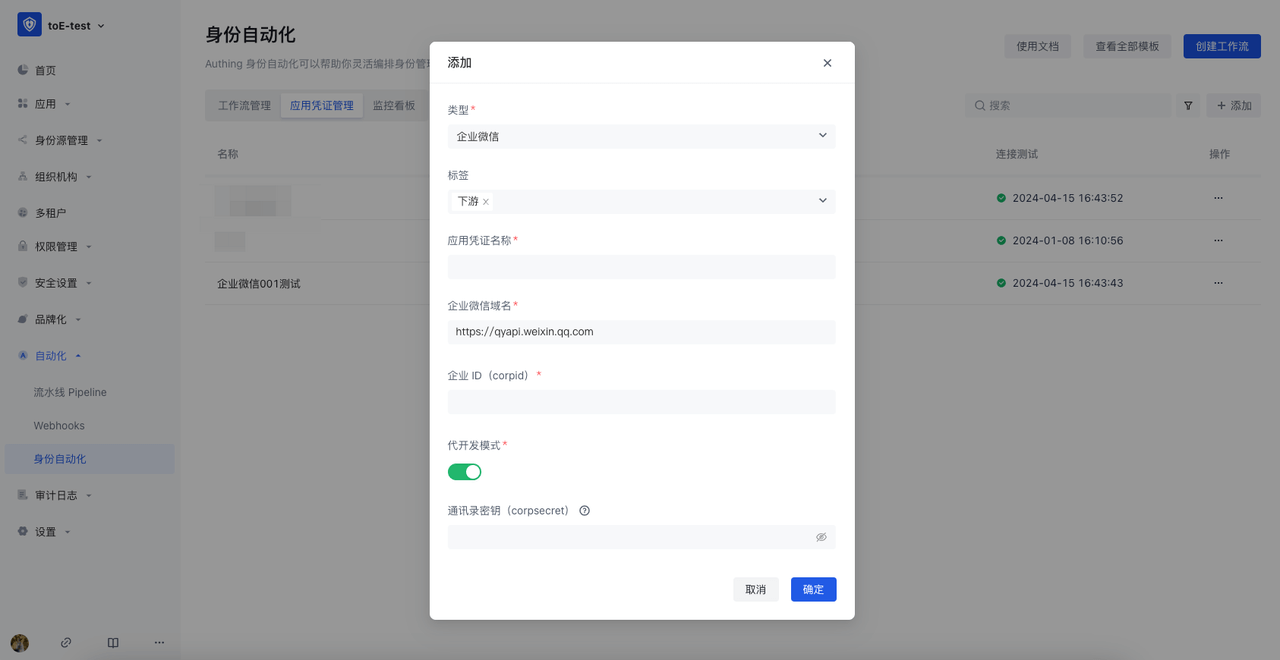 toE-test
首页
应用
身份源管理
组织机构
多租户
权限管理
安全设置
品牌化
自动化
流水线 Pipeline
Webhooks
身份自动化
审计日志
设置
身份自动化
Authing 身份自动化可以帮助你灵活编排身份管
使用文档
查看全部模板
创建工作流
工作流管理
应用凭证管理
监控看板
搜索
添加
名称
连接测试
操作
2024-04-15 16:43:52
2024-01-08 16:10:56
企业微信001测试
2024-04-15 16:43:43
添加
类型*
企业微信
标签
下游
应用凭证名称*
企业微信域名*
https://qyapi.weixin.qq.com
企业 ID（corpid）*
代开发模式*
通讯录密钥（corpsecret）
取消
确定